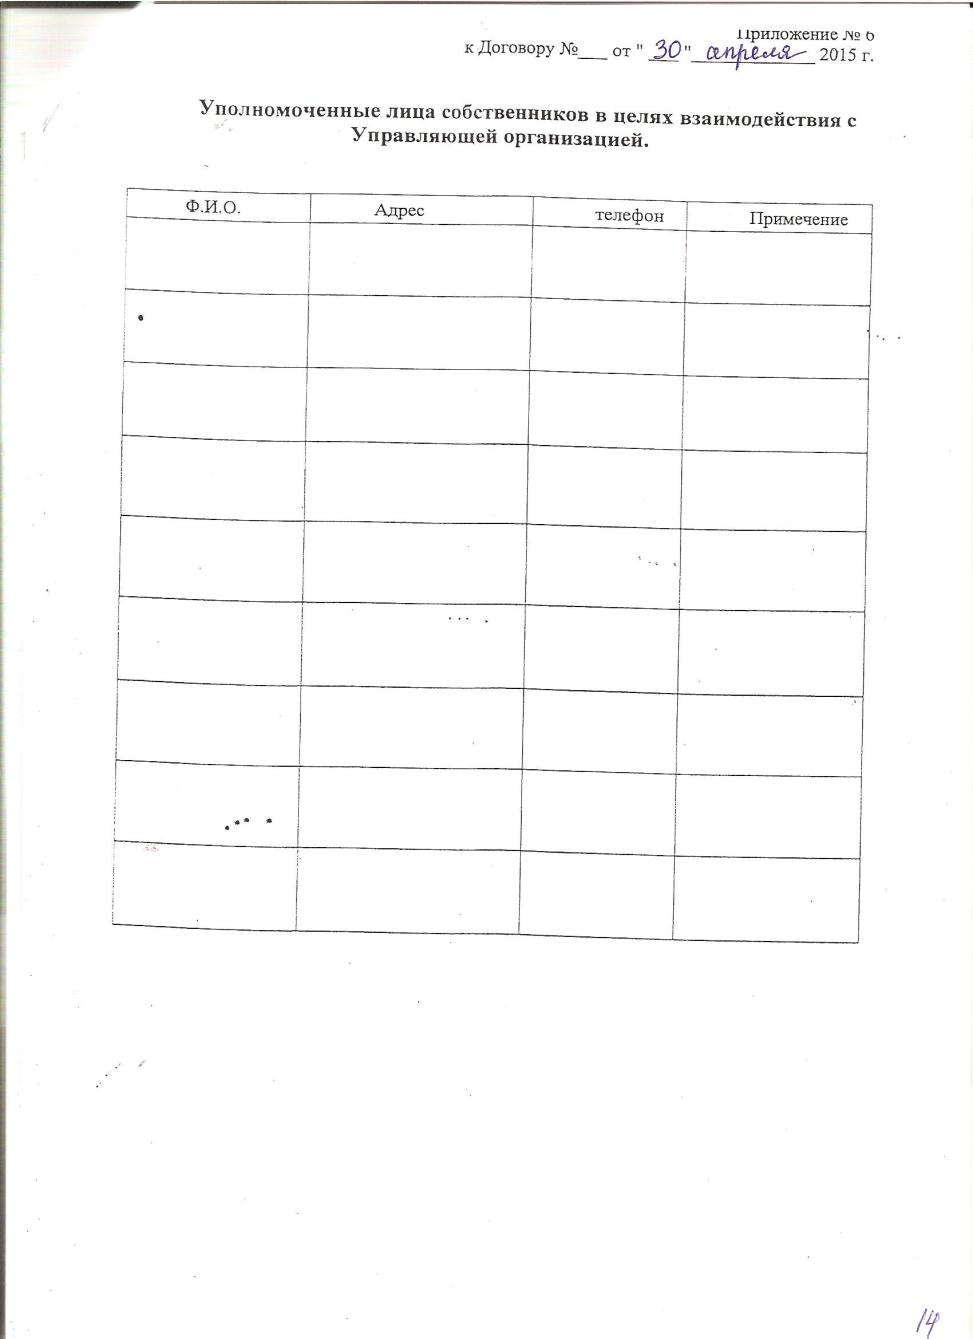 Приложение № 6
к Договору №___ от " 30 " апреля 2015 г.
Уполномоченные лица собственников в целях взаимодействия с
Управляющей организацией.
Ф.И.О. Адрес телефон Примечение
14